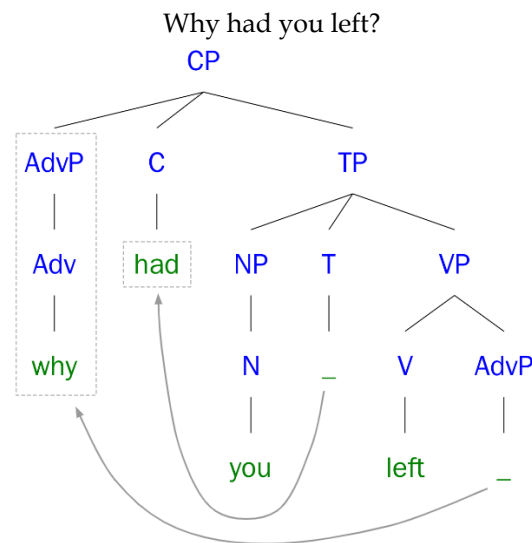 Why had you left?
CP
AdvP C TP
Adv had NP T VP
why N _ V AdvP
you left _